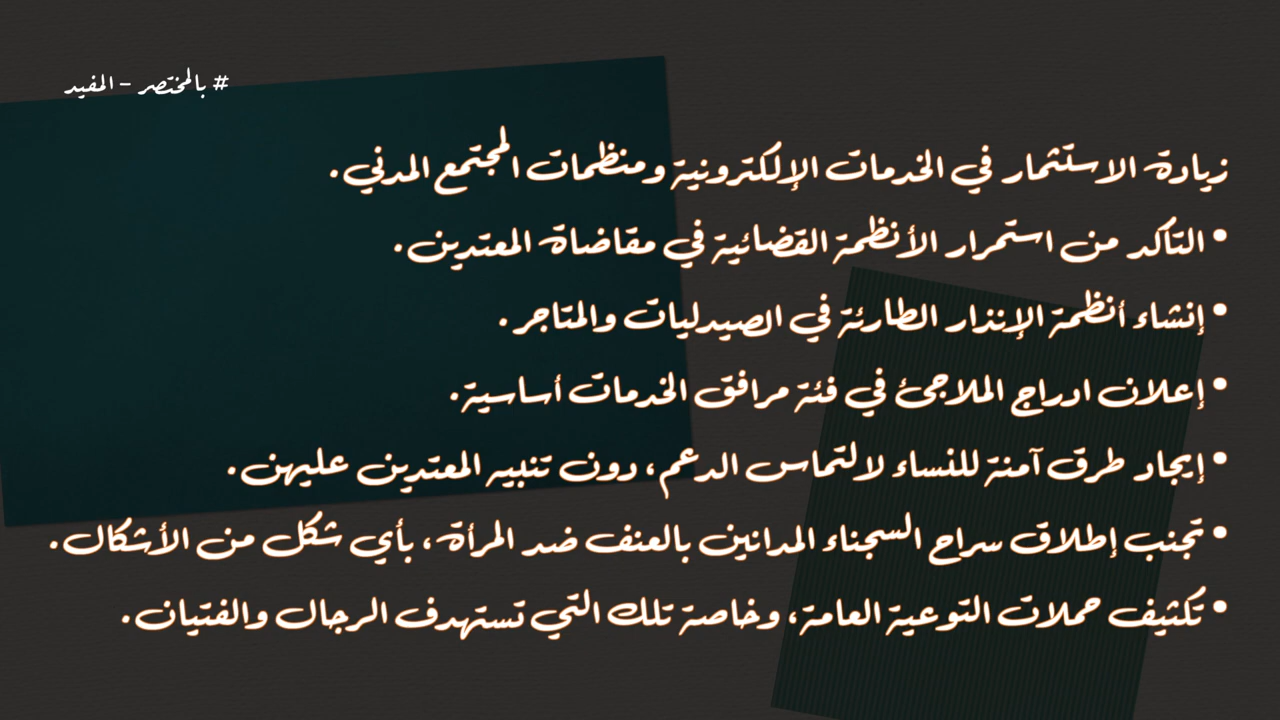 # بالمختصر - المفيد
زيادة الاستثمار في الخدمات الإلكترونية ومنظمات المجتمع المدني.
• التاكد من استمرار الأنظمة القضائية في مقاضاة المعتدين.
• إنشاء أنظمة الإنذار الطارئة في الصيدليات والمتاجر.
• إعلان ادراج الملاجئ في فئة مرافق الخدمات أساسية.
• إيجاد طرق آمنة للنساء لالتماس الدعم، دون تنبيه المعتدين عليهن.
• تجنب إطلاق سراح السجناء المدانين بالعنف ضد المرأة، بأي شكل من الأشكال.
• تكثيف حملات التوعية العامة، وخاصة تلك التي تستهدف الرجال والفتيان.